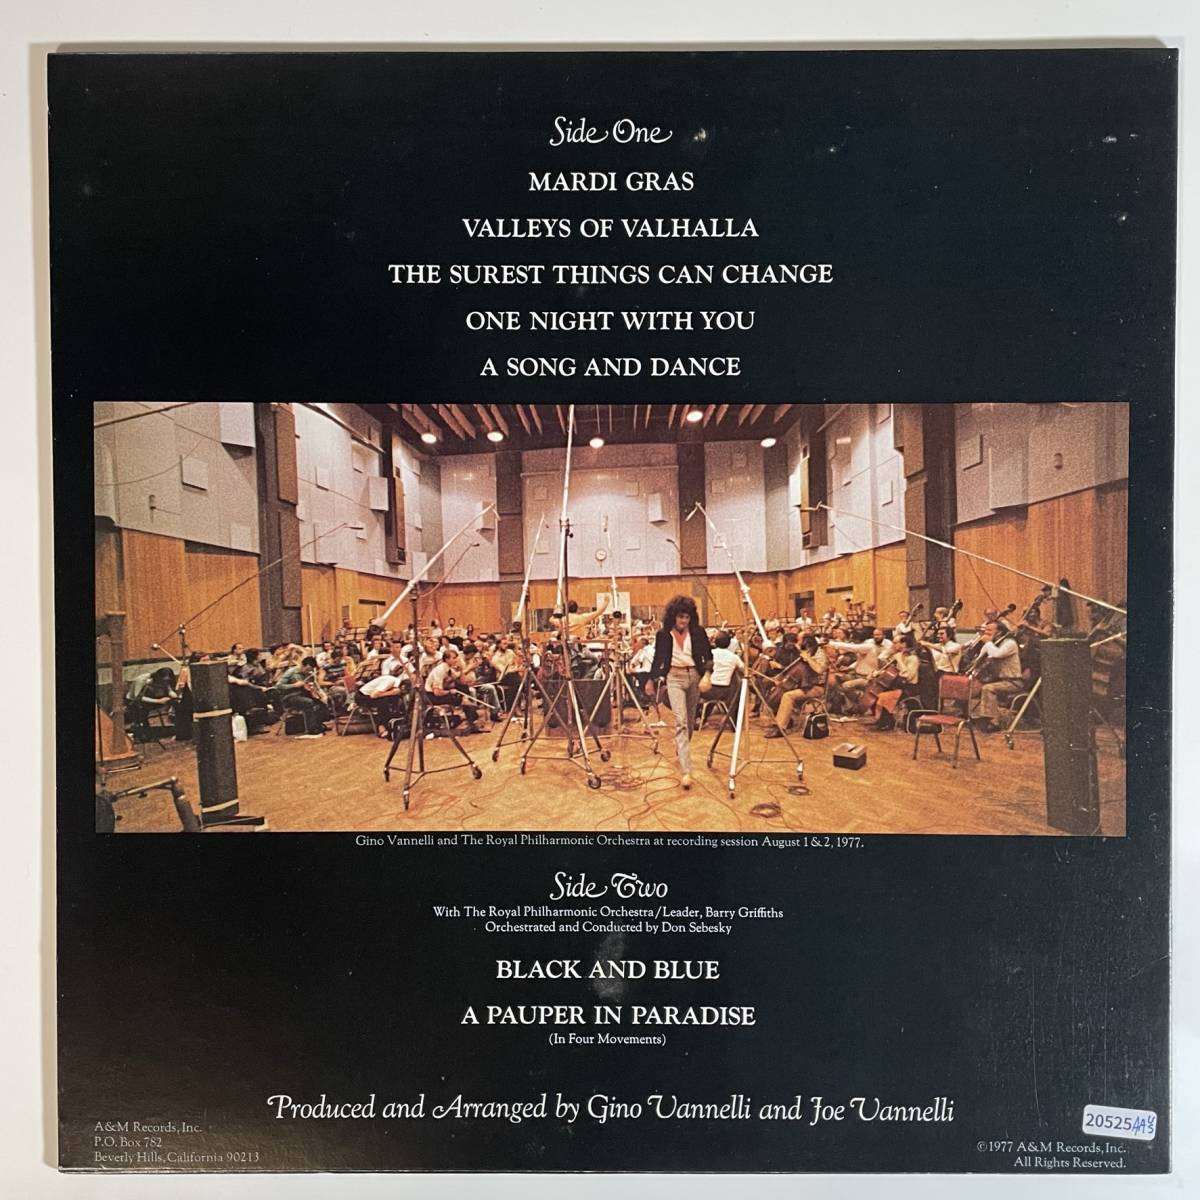 Side One
MARDI GRAS
VALLEYS OF VALHALLA
THE SUREST THINGS CAN CHANGE
ONE NIGHT WITH YOU
A SONG AND DANCE
Gino Vannelli and The Royal Philharmonic Orchestra at recording session August 1 & 2, 1977.
Side Two
With The Royal Philharmonic Orchestra/Leader, Barry Griffiths
Orchestrated and Conducted by Don Sebesky
BLACK AND BLUE
A PAUPER IN PARADISE
(In Four Movements)
Produced and Arranged by Gino Vannelli and Joe Vannelli
A&M Records, Inc.
P.O. Box 782
Beverly Hills, California 90213
20525
©1977 A&M Records, Inc.
All Rights Reserved.